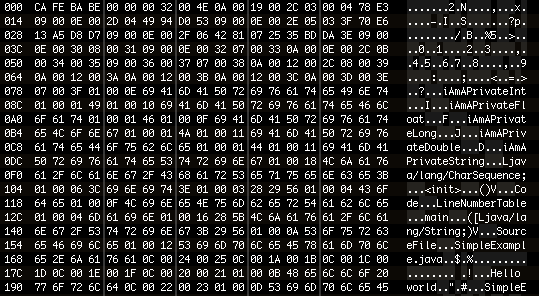 000 CA FE BA BE 00 00 00 32 00 4E 0A 00 19 00 2C 03 00 04 78 E3 .......2.N....,...x.
014 09 00 0E 00 2D 04 49 94 D0 53 09 00 0E 00 2E 05 03 3F 70 E6 ....-.I..S.......?p.
028 13 A5 D8 D7 09 00 0E 00 2F 06 42 81 07 25 35 BD DA 3E 09 00 ......../.B..%5..>..
03C 0E 00 30 08 00 31 09 00 0E 00 32 07 00 33 0A 00 0E 00 2C 0B ..0..1....2..3....,.
050 00 34 00 35 09 00 36 00 37 07 00 38 0A 00 12 00 2C 08 00 39 .4.5..6.7..8....,..9
064 0A 00 12 00 3A 0A 00 12 00 3B 0A 00 12 00 3C 0A 00 3D 00 3E ....:....;....<..=.>
078 07 00 3F 01 00 0E 69 41 6D 41 50 72 69 76 61 74 65 49 6E 74 ..?...iAmAPrivateInt
08C 01 00 01 49 01 00 10 69 41 6D 41 50 72 69 76 61 74 65 46 6C ...I...iAmAPrivateFl
0A0 6F 61 74 01 00 01 46 01 00 0F 69 41 6D 41 50 72 69 76 61 74 oat...F...iAmAPrivat
0B4 65 4C 6F 6E 67 01 00 01 4A 01 00 11 69 41 6D 41 50 72 69 76 eLong...J...iAmAPriv
0C8 61 74 65 44 6F 75 62 6C 65 01 00 01 44 01 00 11 69 41 6D 41 ateDouble...D...iAmA
0DC 50 72 69 76 61 74 65 53 74 72 69 6E 67 01 00 18 4C 6A 61 76 PrivateString...Ljav
0F0 61 2F 6C 61 6E 67 2F 43 68 61 72 53 65 71 75 65 6E 63 65 3B a/lang/CharSequence;
104 01 00 06 3C 69 6E 69 74 3E 01 00 03 28 29 56 01 00 04 43 6F ...<init>...()V...Co
118 64 65 01 00 0F 4C 69 6E 65 4E 75 6D 62 65 72 54 61 62 6C 65 de...LineNumberTable
12C 01 00 04 6D 61 69 6E 01 00 16 28 5B 4C 6A 61 76 61 2F 6C 61 ...main...([Ljava/la
140 6E 67 2F 53 74 72 69 6E 67 3B 29 56 01 00 0A 53 6F 75 72 63 ng/String;)V...Sourc
154 65 46 69 6C 65 01 00 12 53 69 6D 70 6C 65 45 78 61 6D 70 6C eFile...SimpleExampl
168 65 2E 6A 61 76 61 0C 00 24 00 25 0C 00 1A 00 1B 0C 00 1C 00 e.java..$.%.........
17C 1D 0C 00 1E 00 1F 0C 00 20 00 21 01 00 0B 48 65 6C 6C 6F 20 ........ .!...Hello
190 77 6F 72 6C 64 0C 00 22 00 23 01 00 0D 53 69 6D 70 6C 65 45 world..".#...SimpleE